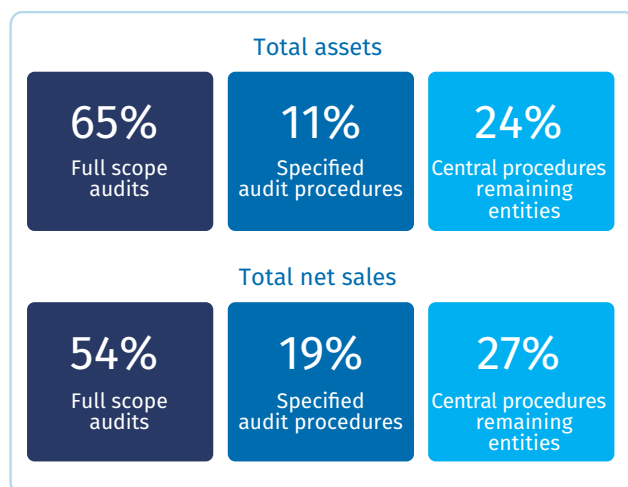 Total assets
65%
Full scope
audits
11%
Specified
audit procedures
24%
Central procedures
remaining
entities
Total net sales
54%
Full scope
audits
19%
Specified
audit procedures
27%
Central procedures
remaining
entities